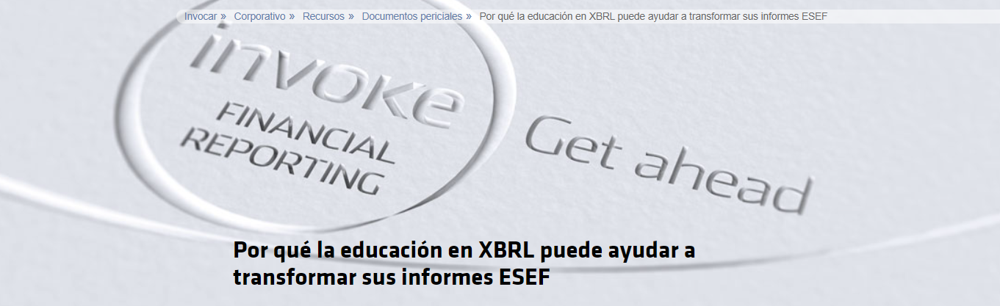 Invocar » Corporativo » Recursos » Documentos periciales » Por qué la educación en XBRL puede ayudar a transformar sus informes ESEF
invoke
FINANCIAL
REPORTING
Get ahead
Por qué la educación en XBRL puede ayudar a
transformar sus informes ESEF